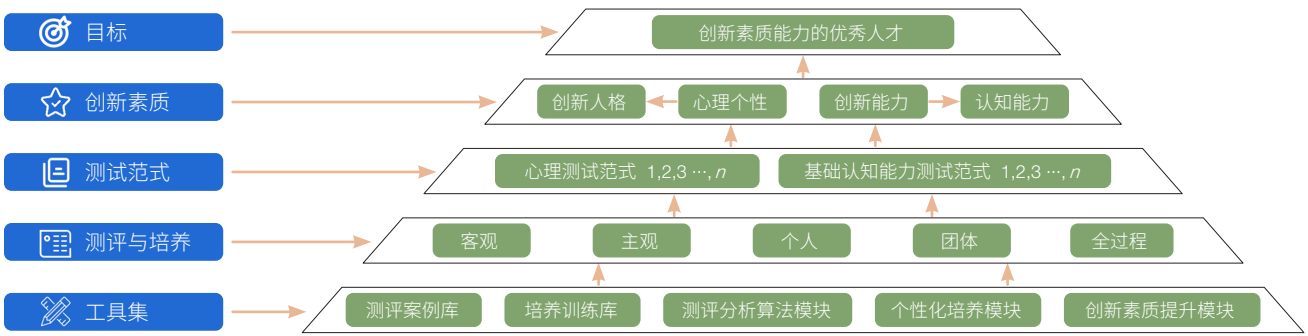 目标
创新素质能力的优秀人才
创新素质
创新人格 心理个性 创新能力 认知能力
测试范式
心理测试范式 1,2,3 ···, n 基础认知能力测试范式 1,2,3 ···, n
测评与培养
客观 主观 个人 团体 全过程
工具集
测评案例库 培养训练库 测评分析算法模块 个性化培养模块 创新素质提升模块